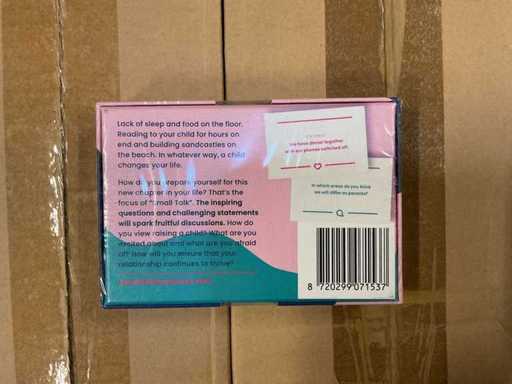 Lack of sleep and food on the floor.
Reading to your child for hours on
end and building sandcastles on
the beach. In whatever way, a child
changes your life.
How do you prepare yourself for this
new chapter in your life? That's the
focus of "Small Talk". The inspiring
questions and challenging statements
will spark fruitful discussions. How do
you view raising a child? What are you
excited about and what are you afraid
of? How will you ensure that your
relationship continues to thrive?
We have dinner together
with our phones switched off.
In which areas do you think
we will differ as parents?
8 720299 071537